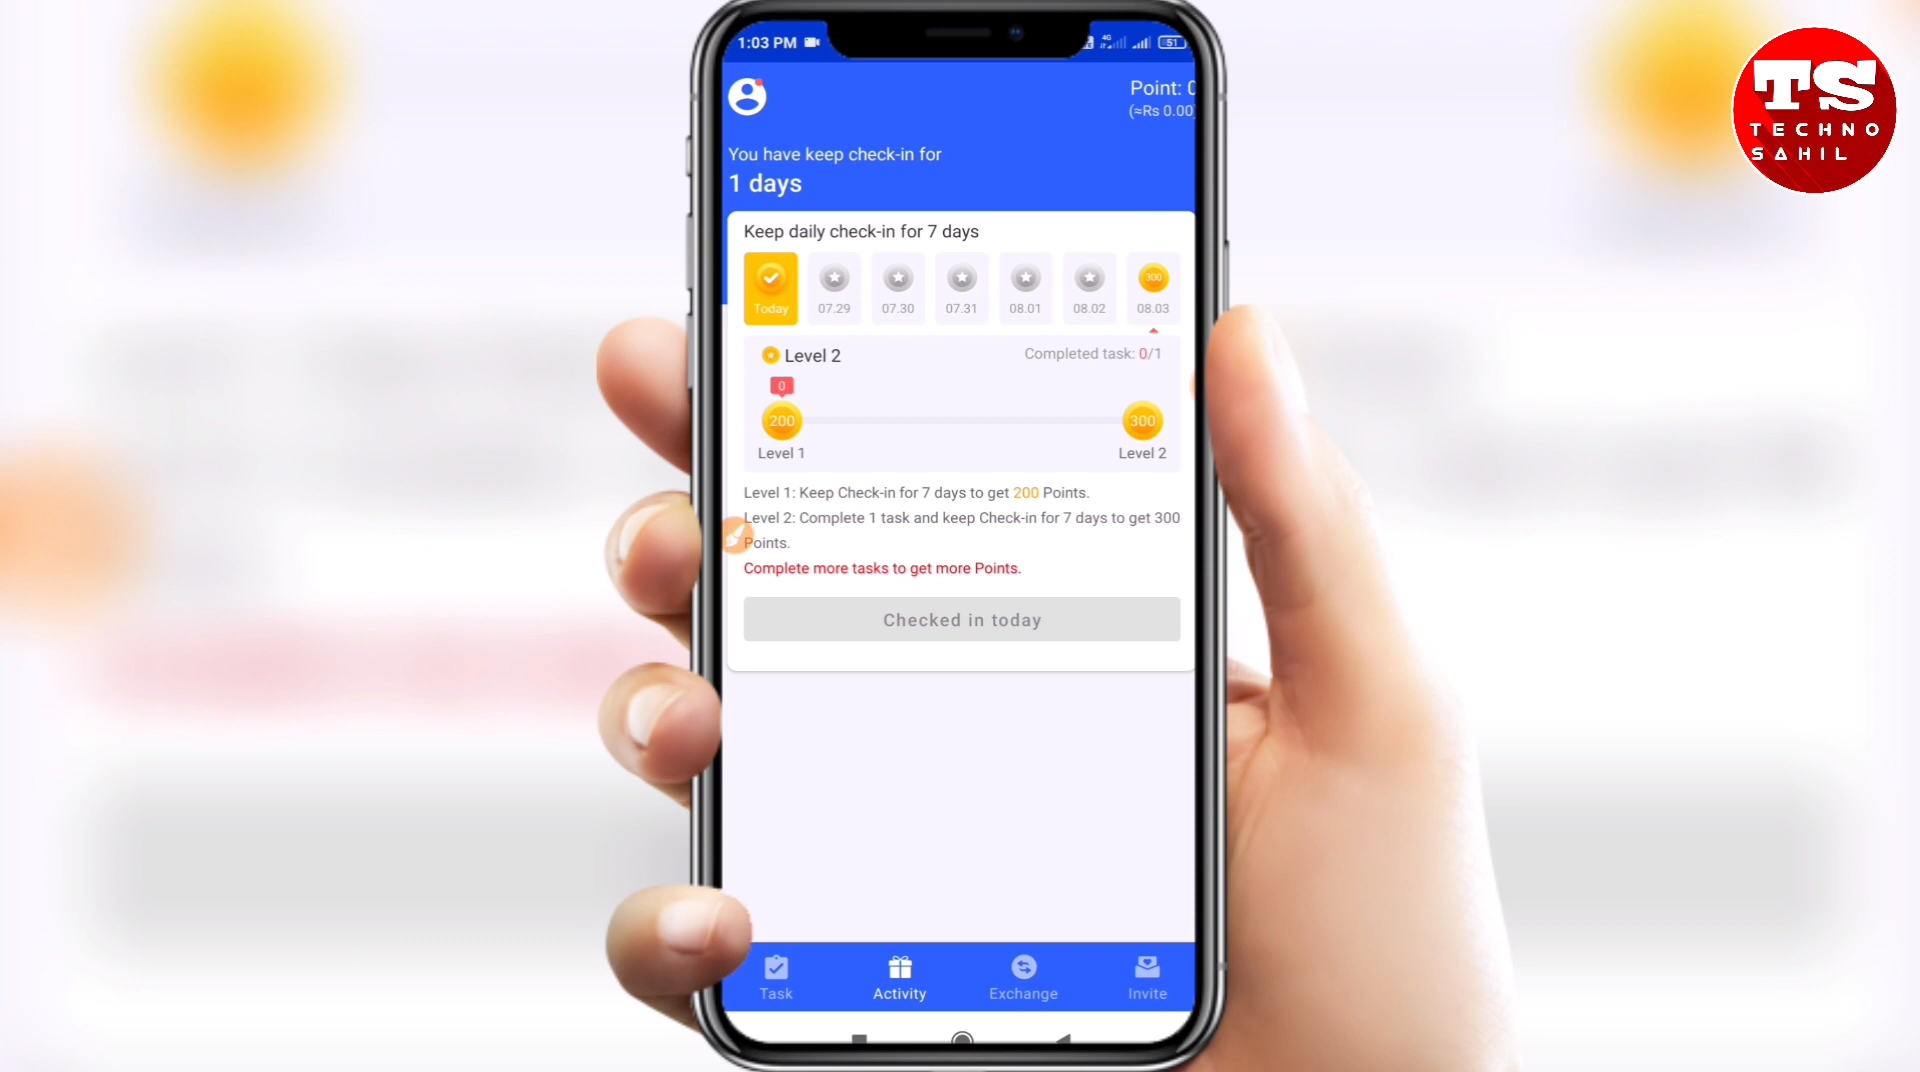 1:03 PM
4G
51
Point: 0
(≈Rs 0.00)
You have keep check-in for
1 days
Keep daily check-in for 7 days
300
Today 07.29 07.30 07.31 08.01 08.02 08.03
Level 2 Completed task: 0/1
0
200 300
Level 1 Level 2
Level 1: Keep Check-in for 7 days to get 200 Points.
Level 2: Complete 1 task and keep Check-in for 7 days to get 300
Points.
Complete more tasks to get more Points.
Checked in today
Task Activity Exchange Invite
TS
TECHNO
SAHIL